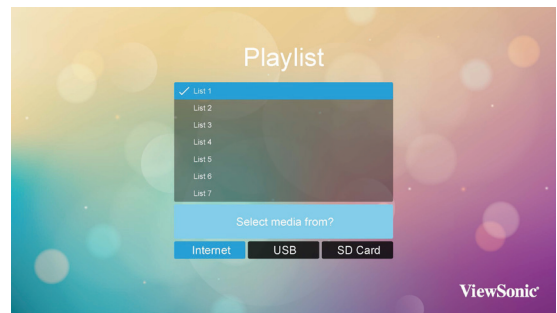 Playlist
List 1
List 2
List 3
List 4
List 5
List 6
List 7
Select media from?
Internet USB SD Card
ViewSonic